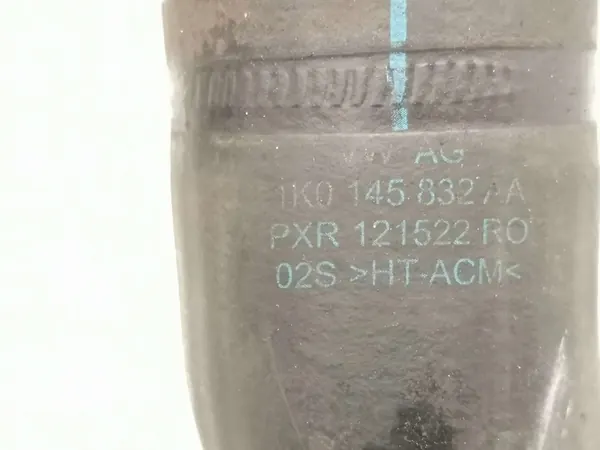 VW AG
1K0 145 832 AA
PXR 121522 RO
02S >HT-ACM<